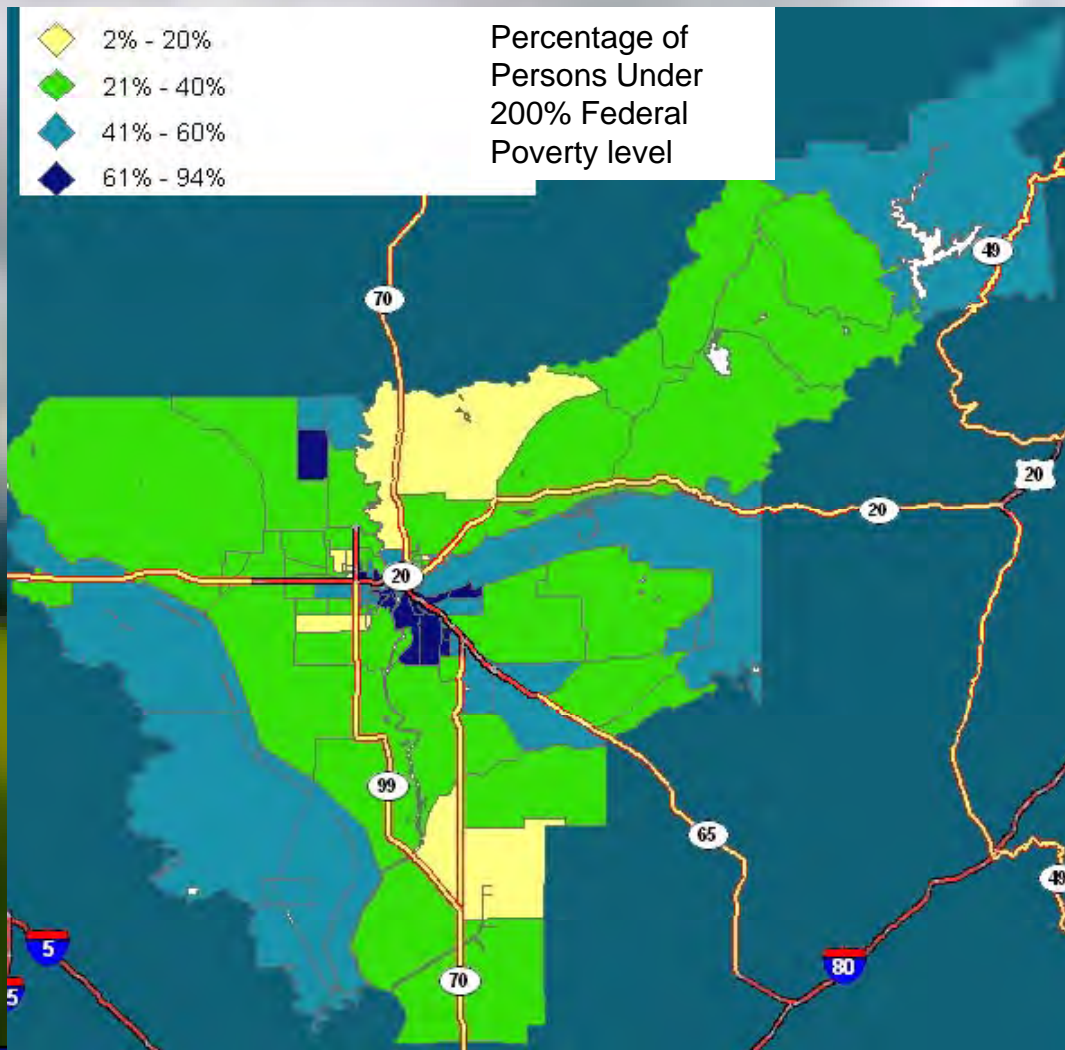 2% - 20%
21% - 40%
41% - 60%
61% - 94%
Percentage of
Persons Under
200% Federal
Poverty level
70
49
20
20
20
99
65
49
5
5
80
70